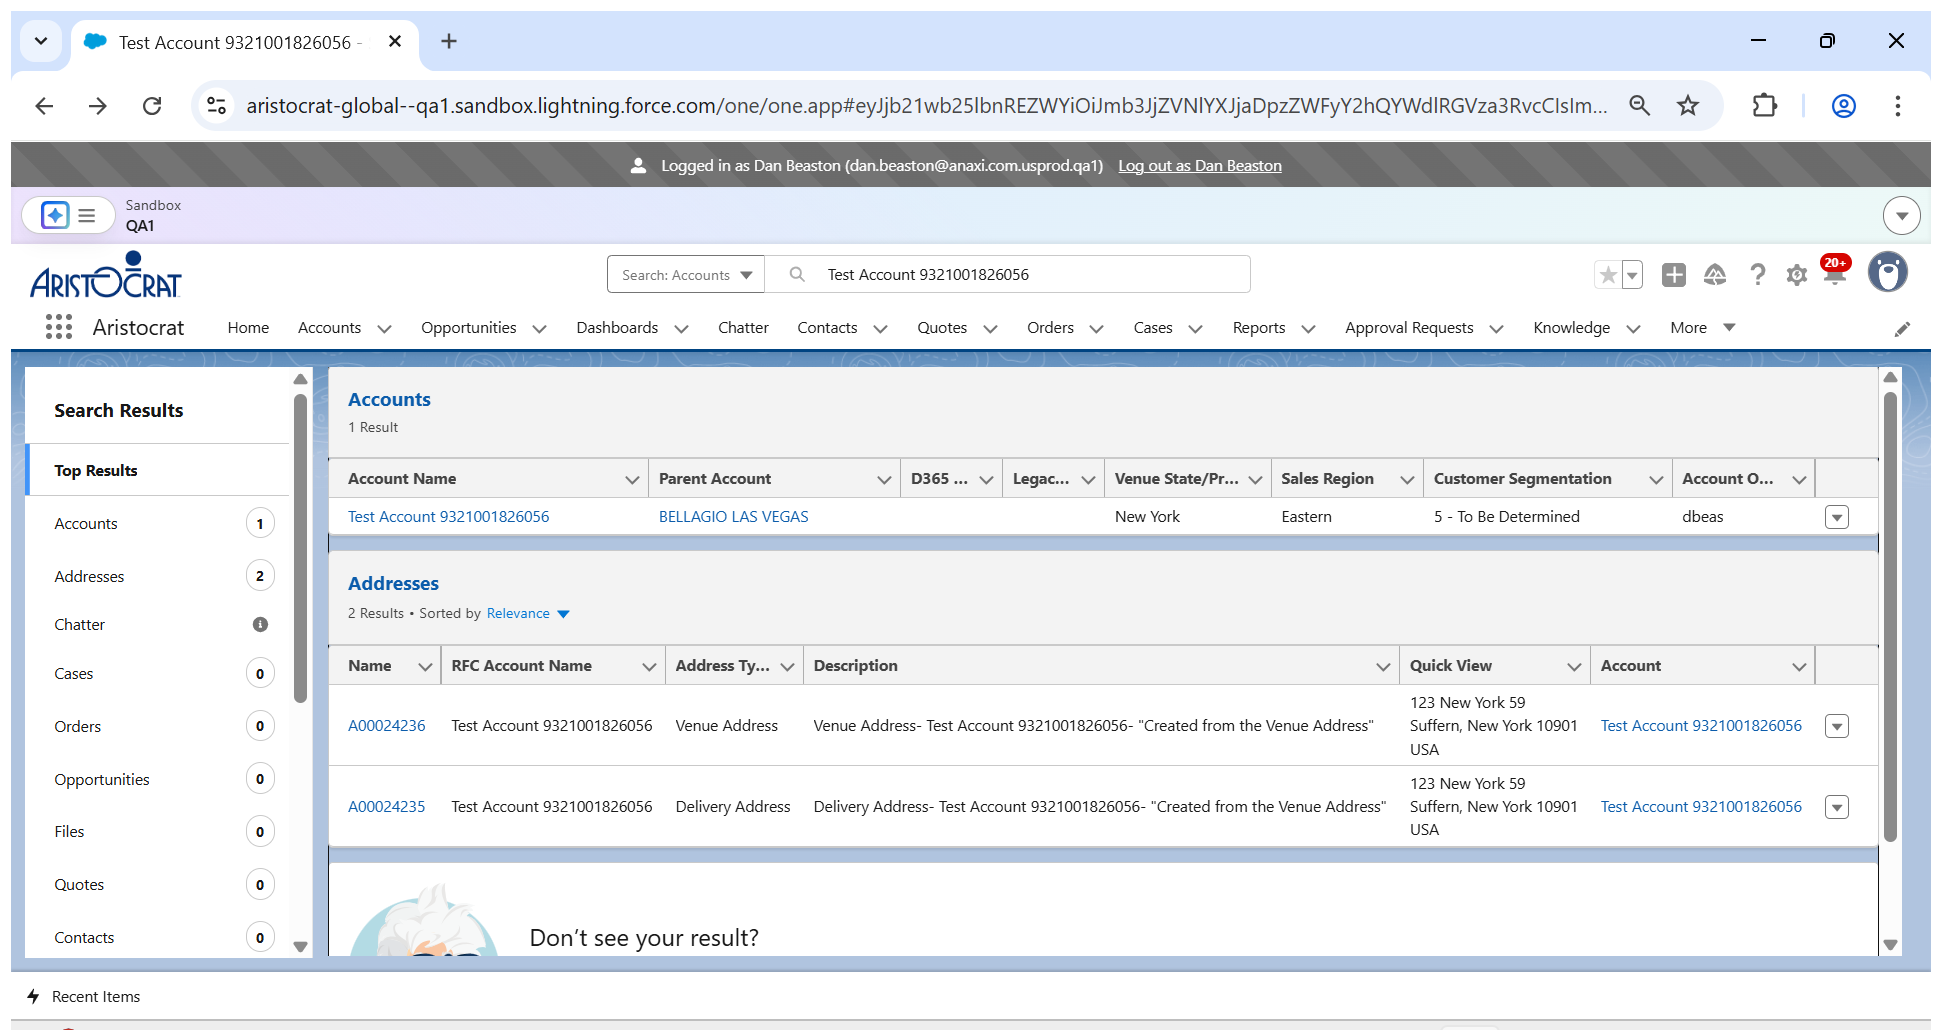 Test Account 9321001826056 -
aristocrat-global--qa1.sandbox.lightning.force.com/one/one.app#eyJjb21wb25lbnREZWYiOiJmb3JjZVNlYXJjaDpzZWFyY2hQYWdlRGVza3RvcCIsIm...
Logged in as Dan Beaston (dan.beaston@anaxi.com.usprod.qa1) Log out as Dan Beaston
Sandbox
QA1
ARISTOCRAT
Search: Accounts Test Account 9321001826056
20+
Aristocrat Home Accounts Opportunities Dashboards Chatter Contacts Quotes Orders Cases Reports Approval Requests Knowledge More
Search Results
Top Results
Accounts 1
Addresses 2
Chatter
Cases 0
Orders 0
Opportunities 0
Files 0
Quotes 0
Contacts 0
Accounts
1 Result
Account Name Parent Account D365 ... Legac... Venue State/Pr... Sales Region Customer Segmentation Account O...
Test Account 9321001826056 BELLAGIO LAS VEGAS New York Eastern 5 - To Be Determined dbeas
Addresses
2 Results • Sorted by Relevance
Name RFC Account Name Address Ty... Description Quick View Account
A00024236 Test Account 9321001826056 Venue Address Venue Address- Test Account 9321001826056- "Created from the Venue Address" 123 New York 59
Suffern, New York 10901
USA Test Account 9321001826056
A00024235 Test Account 9321001826056 Delivery Address Delivery Address- Test Account 9321001826056- "Created from the Venue Address" 123 New York 59
Suffern, New York 10901
USA Test Account 9321001826056
Don't see your result?
Recent Items